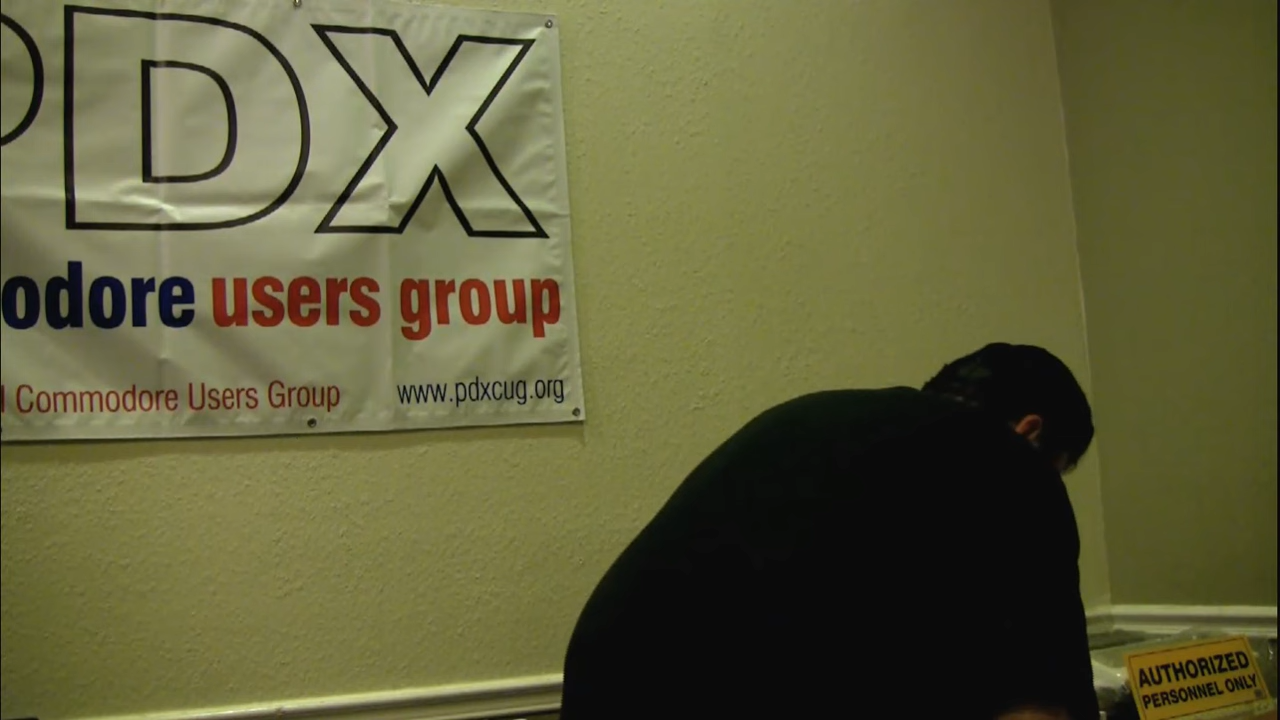 PDX
odore users group
Commodore Users Group www.pdxcug.org
AUTHORIZED
PERSONNEL ONLY